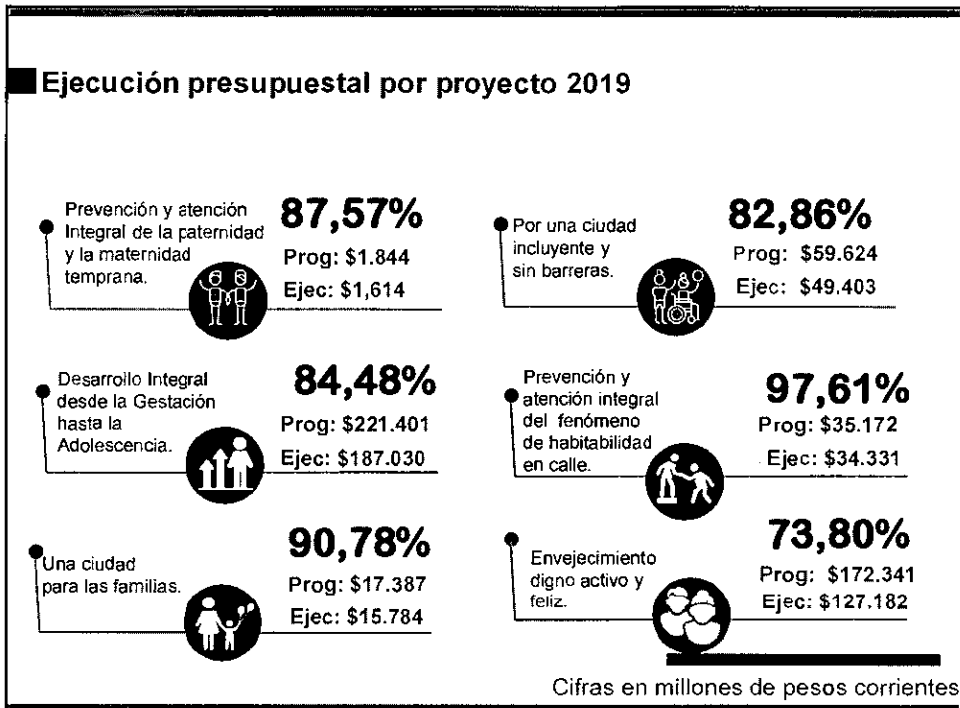 Ejecución presupuestal por proyecto 2019
Prevención y atención
Integral de la paternidad
y la maternidad
temprana.
87,57%
Prog: $1.844
Ejec: $1,614
Por una ciudad
incluyente y
sin barreras.
82,86%
Prog: $59.624
Ejec: $49.403
Desarrollo Integral
desde la Gestación
hasta la
Adolescencia.
84,48%
Prog: $221.401
Ejec: $187.030
Prevención y
atención integral
del fenómeno
de habitabilidad
en calle.
97,61%
Prog: $35.172
Ejec: $34.331
Una ciudad
para las familias.
90,78%
Prog: $17.387
Ejec: $15.784
Envejecimiento
digno activo y
feliz.
73,80%
Prog: $172.341
Ejec: $127.182
Cifras en millones de pesos corrientes